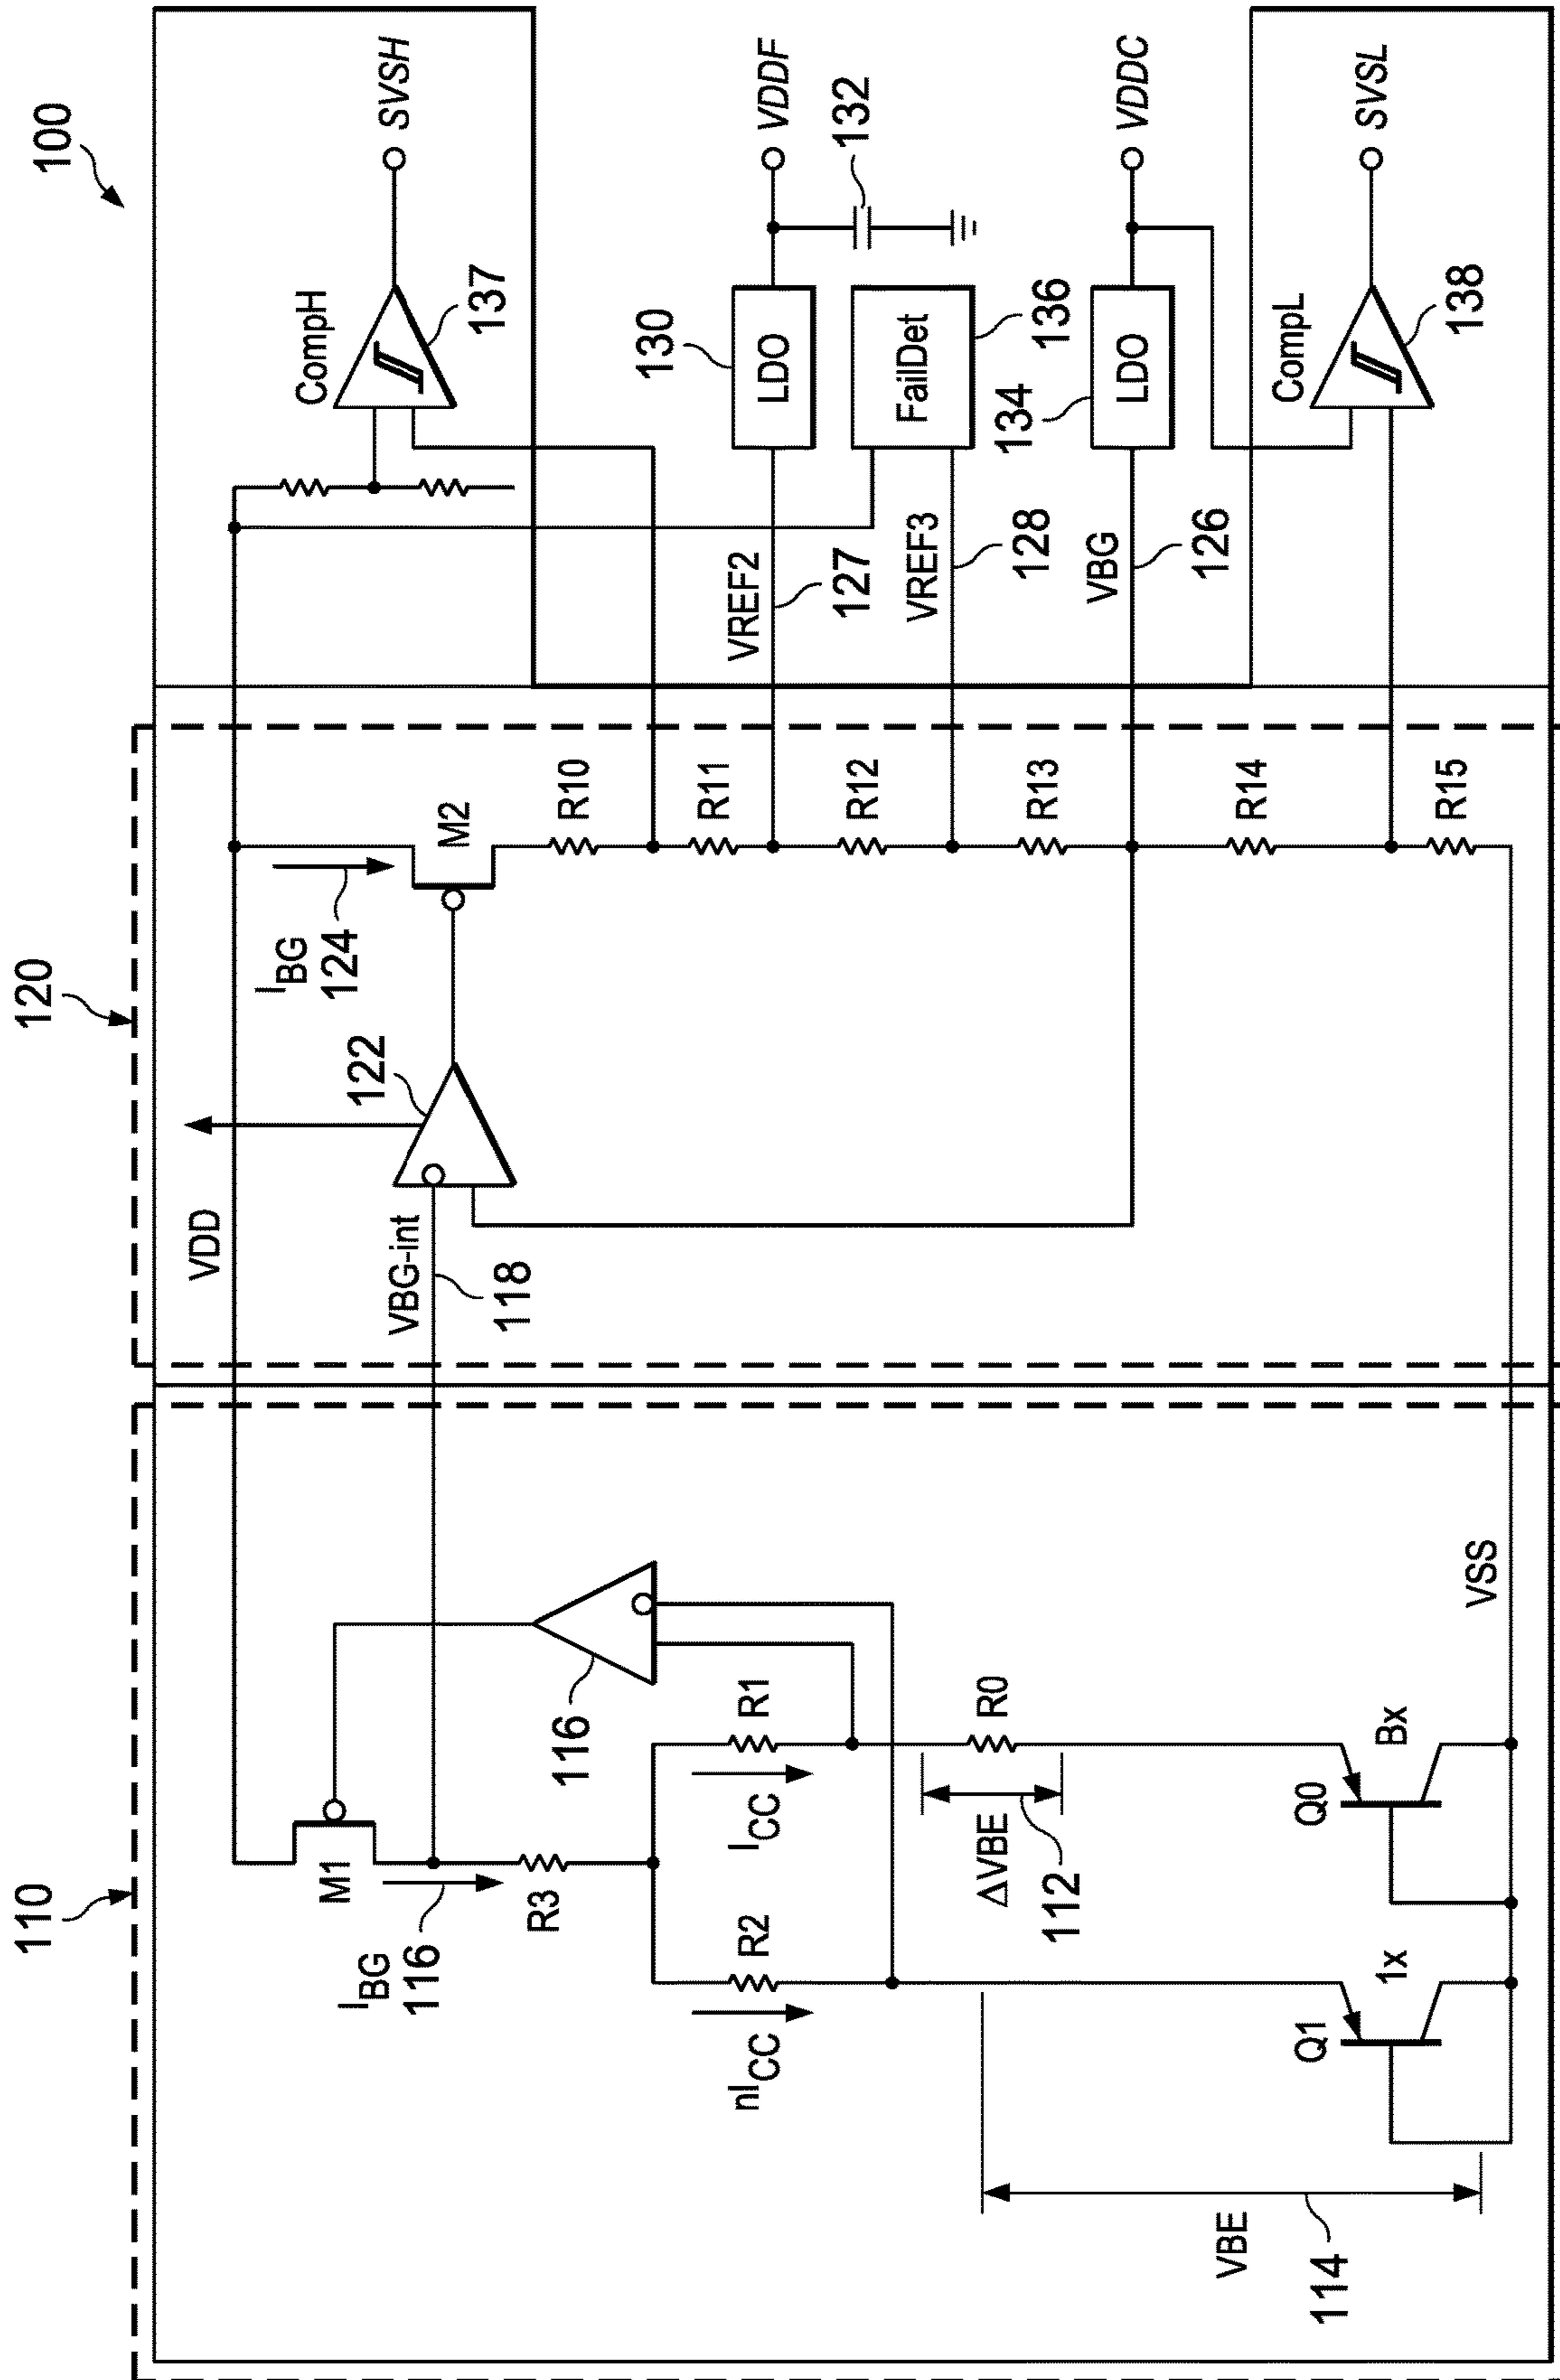 100
120
110
SVSH
CompH
137
VDDF
132
130
LDO
FailDet
136
134
LDO
VDDC
CompL
SVSL
138
VREF2
127
VREF3
128
VBG
126
VDD
IBG
124
M2
122
VBG-int
118
R10
R11
R12
R13
R14
R15
M1
IBG
116
R3
116
R2
nICC
R1
ICC
R0
ΔVBE
112
Q1
1x
Q0
Bx
VBE
114
VSS